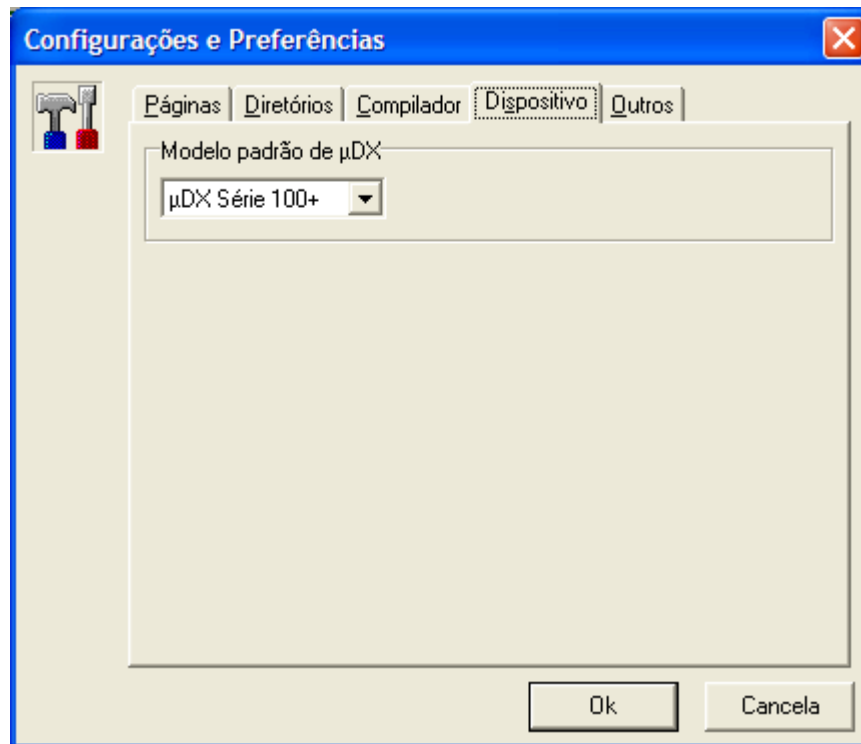 Configurações e Preferências
Páginas Diretórios Compilador Dispositivo Outros
Modelo padrão de µDX
µDX Série 100+
Ok Cancela